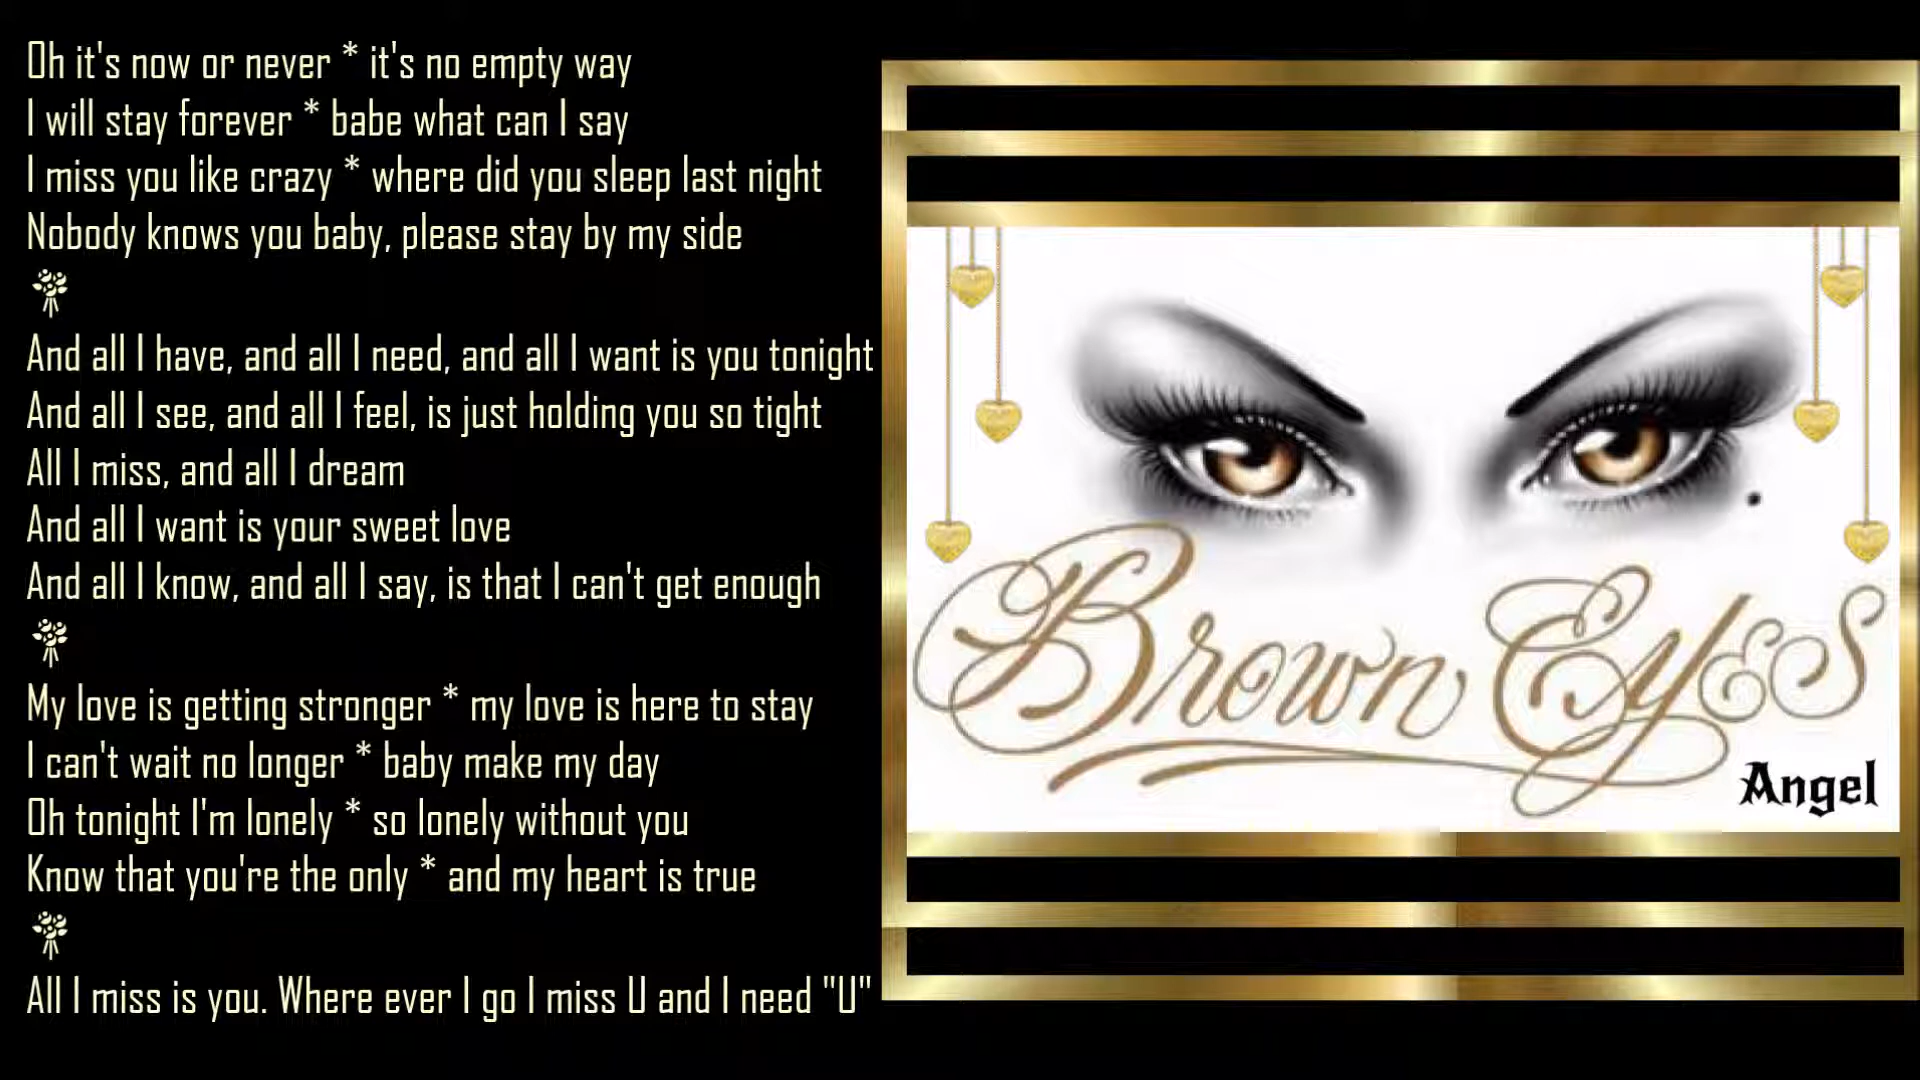 Oh it's now or never * it's no empty way
I will stay forever * babe what can I say
I miss you like crazy * where did you sleep last night
Nobody knows you baby, please stay by my side
And all I have, and all I need, and all I want is you tonight
And all I see, and all I feel, is just holding you so tight
All I miss, and all I dream
And all I want is your sweet love
And all I know, and all I say, is that I can't get enough
My love is getting stronger * my love is here to stay
I can't wait no longer * baby make my day
Oh tonight I'm lonely * so lonely without you
Know that you're the only * and my heart is true
All I miss is you. Where ever I go I miss U and I need "U"
Brown Eyes
Angel